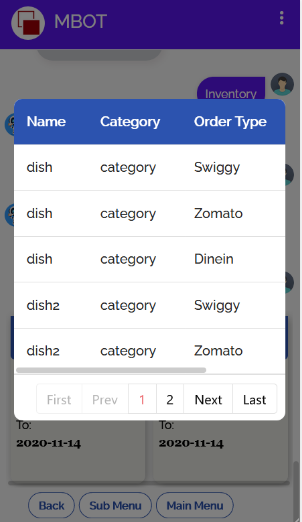 MBOT
Inventory
Name Category Order Type
dish category Swiggy
dish category Zomato
dish category Dinein
dish2 category Swiggy
dish2 category Zomato
First Prev 1 2 Next Last
To: To:
2020-11-14 2020-11-14
Back Sub Menu Main Menu